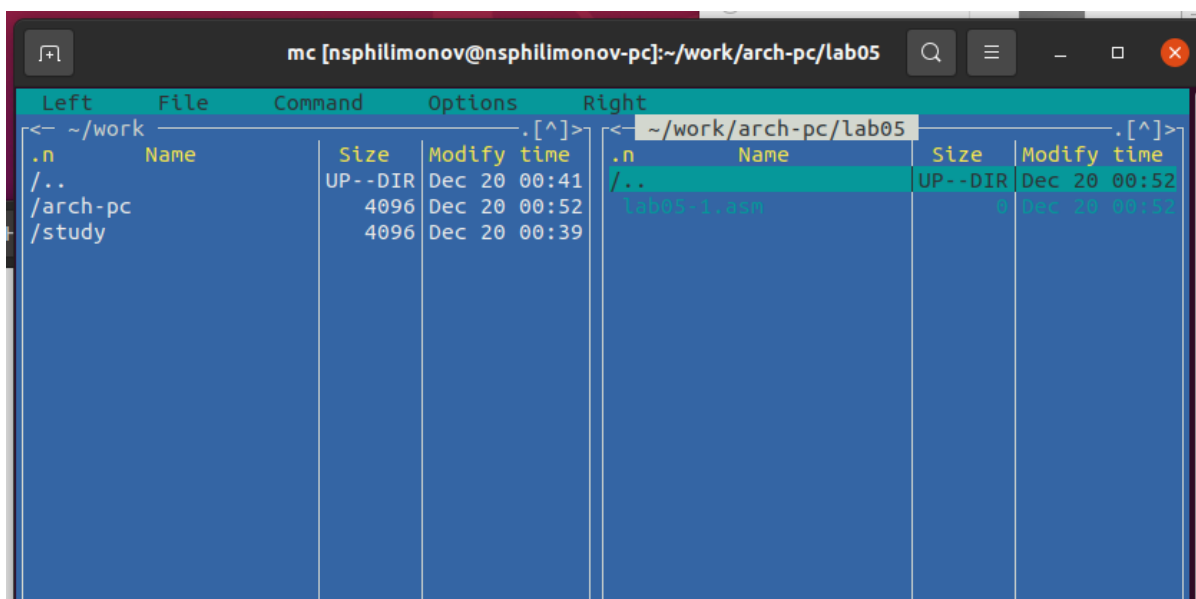 mc [nsphilimonov@nsphilimonov-pc]:~/work/arch-pc/lab05
Left File Command Options Right
<─ ~/work ─.[^]> <─ ~/work/arch-pc/lab05 ─.[^]>
.n Name Size Modify time .n Name Size Modify time
/.. UP--DIR Dec 20 00:41 /.. UP--DIR Dec 20 00:52
/arch-pc 4096 Dec 20 00:52 lab05-1.asm 0 Dec 20 00:52
/study 4096 Dec 20 00:39